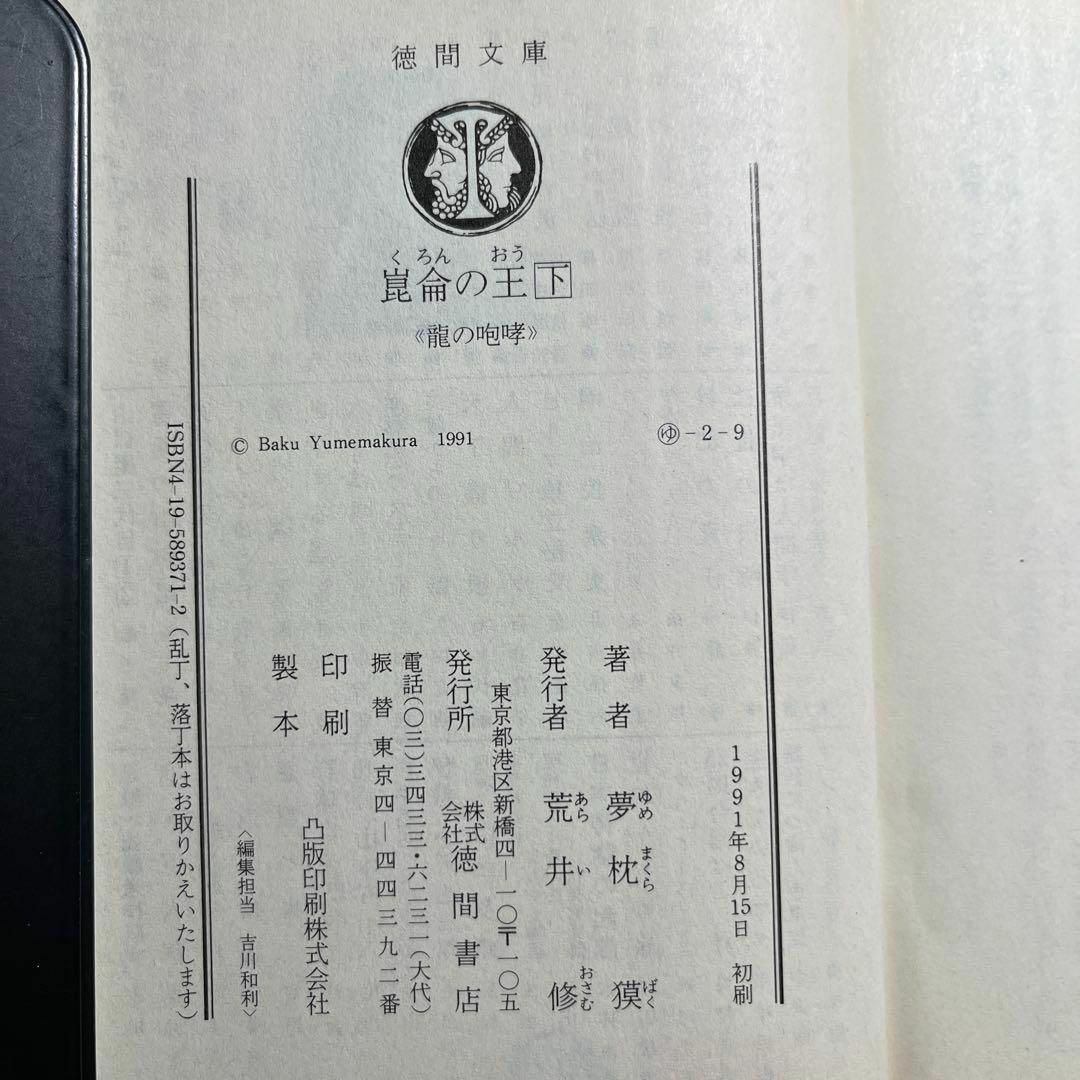 徳間文庫
くろん おう
崑崙の王 下
《龍の咆哮》
© Baku Yumemakura 1991
ゆ-2-9
1991年8月15日 初刷
著者 夢枕 獏
ゆめ まくら ばく
発行者 荒井 修
あら い おさむ
東京都港区新橋四—一〇〒一〇五
発行所 株式会社 徳間書店
電話(〇三)三四三三・六二三一(大代)
振替 東京四—四四三九二番
印刷 凸版印刷株式会社
製本
〈編集担当 吉川和利〉
ISBN4-19-589371-2 (乱丁、落丁本はお取りかえいたします)